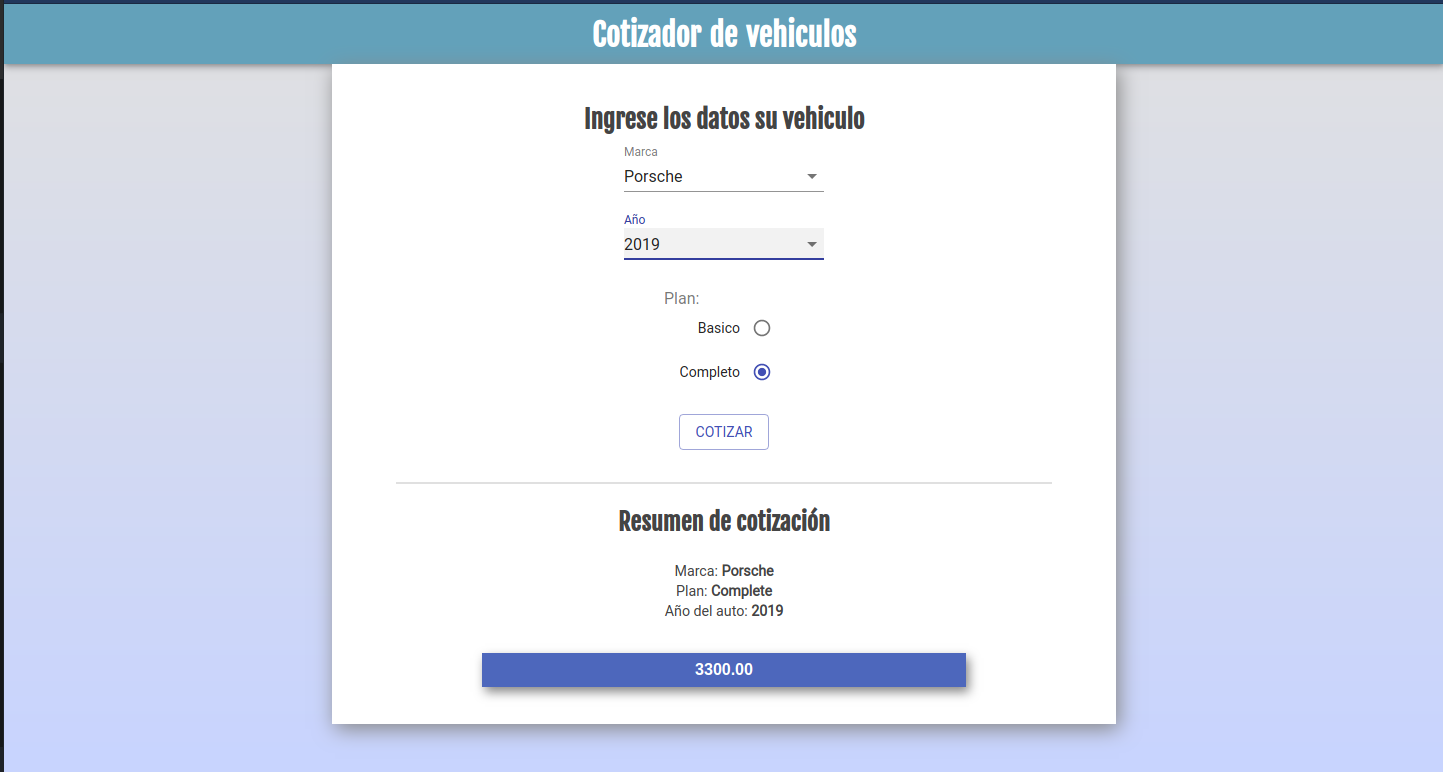 Cotizador de vehiculos
Ingrese los datos su vehiculo
Marca
Porsche
Año
2019
Plan:
Basico
Completo
COTIZAR
Resumen de cotización
Marca: Porsche
Plan: Complete
Año del auto: 2019
3300.00